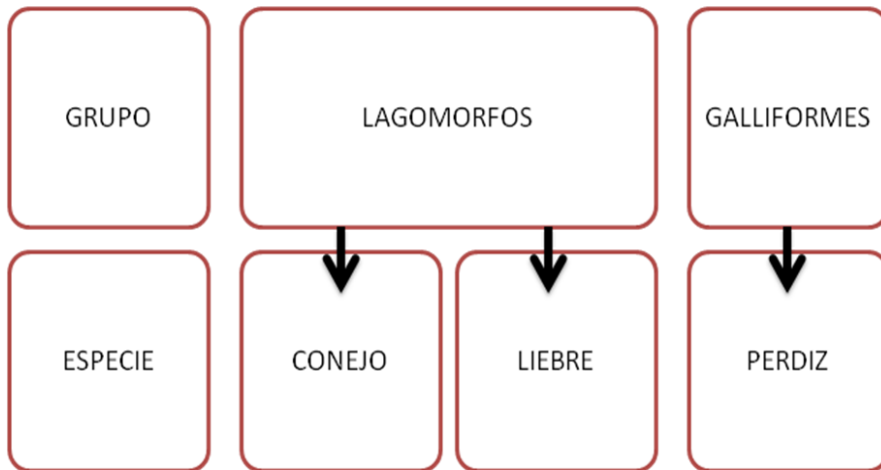 GRUPO
LAGOMORFOS
GALLIFORMES
ESPECIE
CONEJO
LIEBRE
PERDIZ